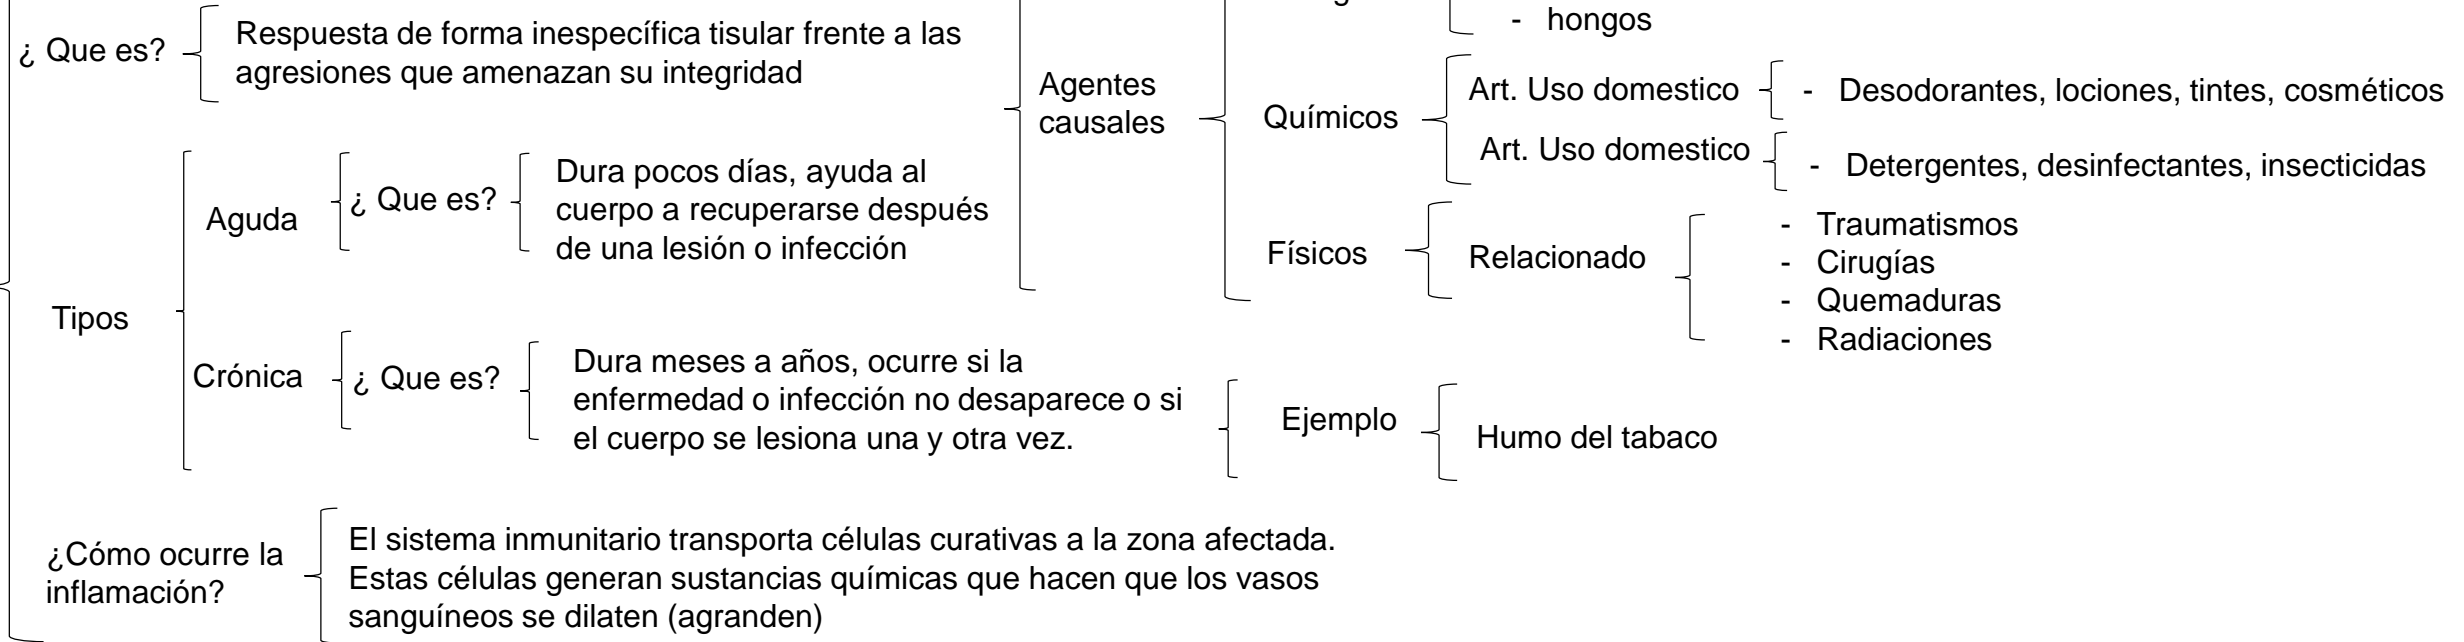 - hongos
¿ Que es?
Respuesta de forma inespecífica tisular frente a las
agresiones que amenazan su integridad
Agentes
causales
Químicos
Art. Uso domestico
- Desodorantes, lociones, tintes, cosméticos
Art. Uso domestico
- Detergentes, desinfectantes, insecticidas
Físicos
Relacionado
- Traumatismos
- Cirugías
- Quemaduras
- Radiaciones
Tipos
Aguda
¿ Que es?
Dura pocos días, ayuda al
cuerpo a recuperarse después
de una lesión o infección
Crónica
¿ Que es?
Dura meses a años, ocurre si la
enfermedad o infección no desaparece o si
el cuerpo se lesiona una y otra vez.
Ejemplo
Humo del tabaco
¿Cómo ocurre la
inflamación?
El sistema inmunitario transporta células curativas a la zona afectada.
Estas células generan sustancias químicas que hacen que los vasos
sanguíneos se dilaten (agranden)